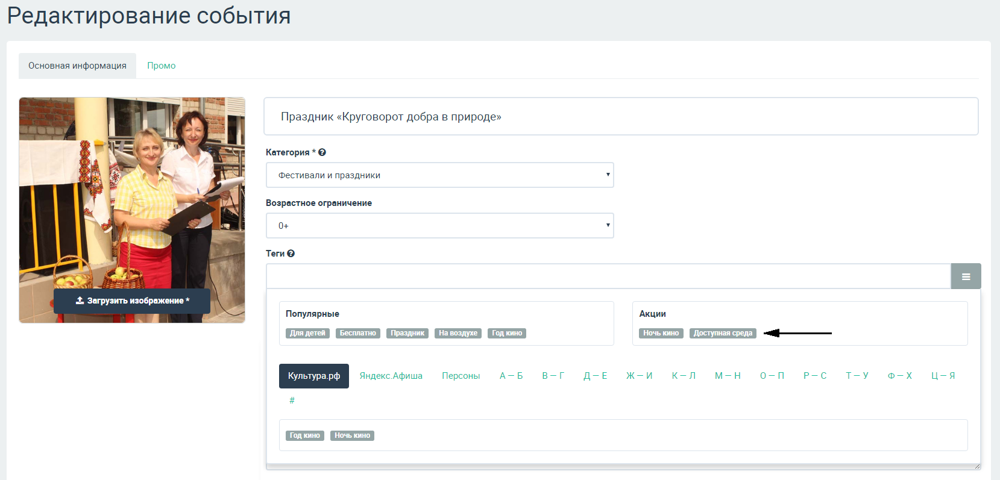 Редактирование события
Основная информация Промо
Праздник «Круговорот добра в природе»
Категория *
Фестивали и праздники
Возрастное ограничение
0+
Теги
Загрузить изображение *
Популярные
Для детей Бесплатно Праздник На воздухе Год кино
Акции
Ночь кино Доступная среда
Культура.рф Яндекс.Афиша Персоны А — Б В — Г Д — Е Ж — И К — Л М — Н О — П Р — С Т — У Ф — Х Ц — Я
#
Год кино Ночь кино